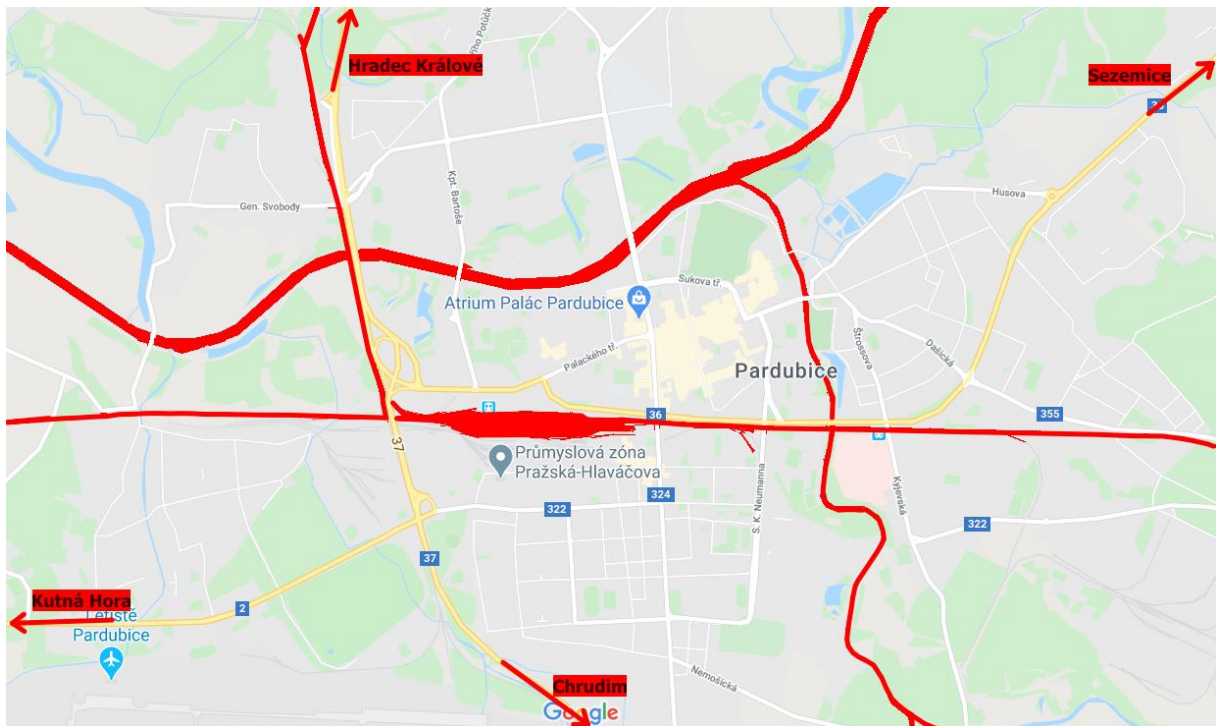 Hradec Králové
Sezemice
36
Husova
Kpt. Bartoše
Gen. Svobody
Sukova tř.
Atrium Palác Pardubice
Štrossova
Dašická
Palackého tř.
Pardubice
36
355
37
Průmyslová zóna
Pražská-Hlaváčova
324
322
S. K. Neumanna
Kyjevská
322
37
Kutná Hora
2
Letiště
Pardubice
Chrudim
Nemošická
Google